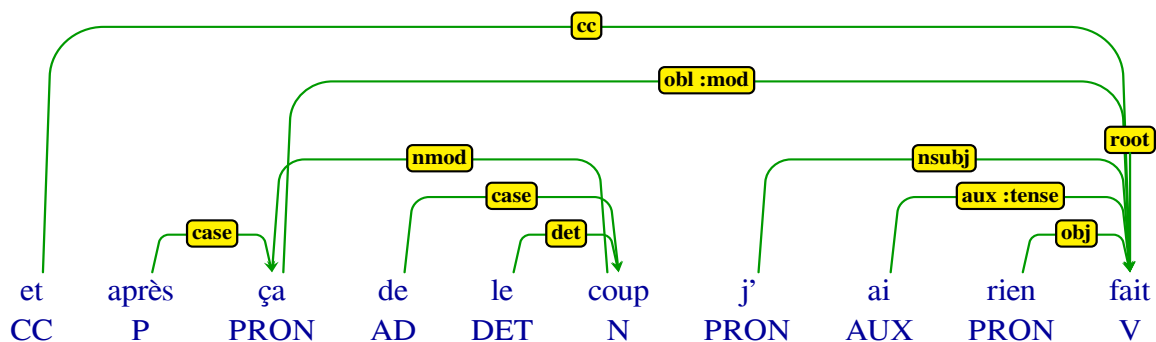 cc
obl :mod
root
nmod nsubj
case aux :tense
case det obj
et après ça de le coup j' ai rien fait
CC P PRON AD DET N PRON AUX PRON V